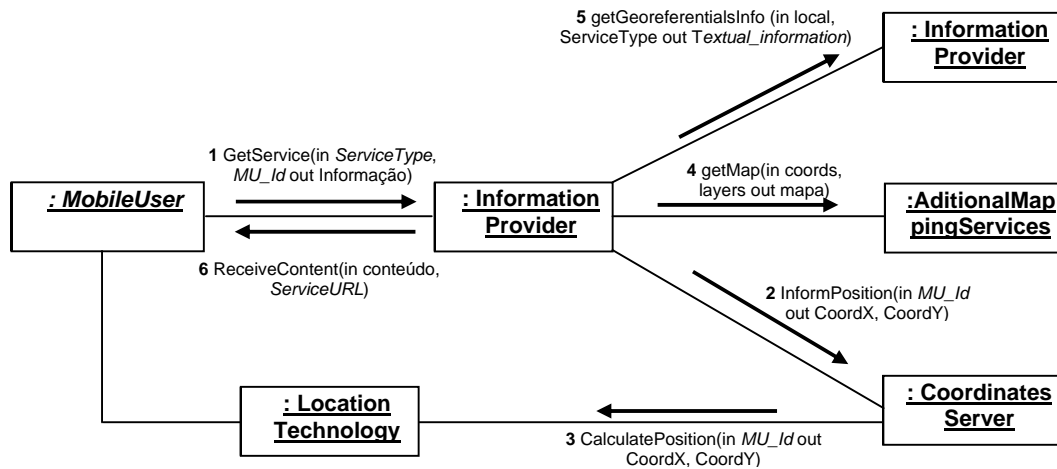 5 getGeoreferentialsInfo (in local,
ServiceType out Textual_information)
: Information
Provider
1 GetService(in ServiceType,
MU_Id out Informação)
4 getMap(in coords,
layers out mapa)
: MobileUser
: Information
Provider
:AditionalMap
pingServices
6 ReceiveContent(in conteúdo,
ServiceURL)
2 InformPosition(in MU_Id
out CoordX, CoordY)
: Location
Technology
: Coordinates
Server
3 CalculatePosition(in MU_Id out
CoordX, CoordY)